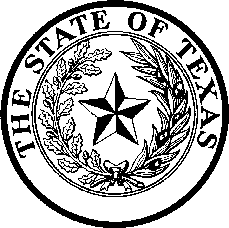 THE STATE OF TEXAS